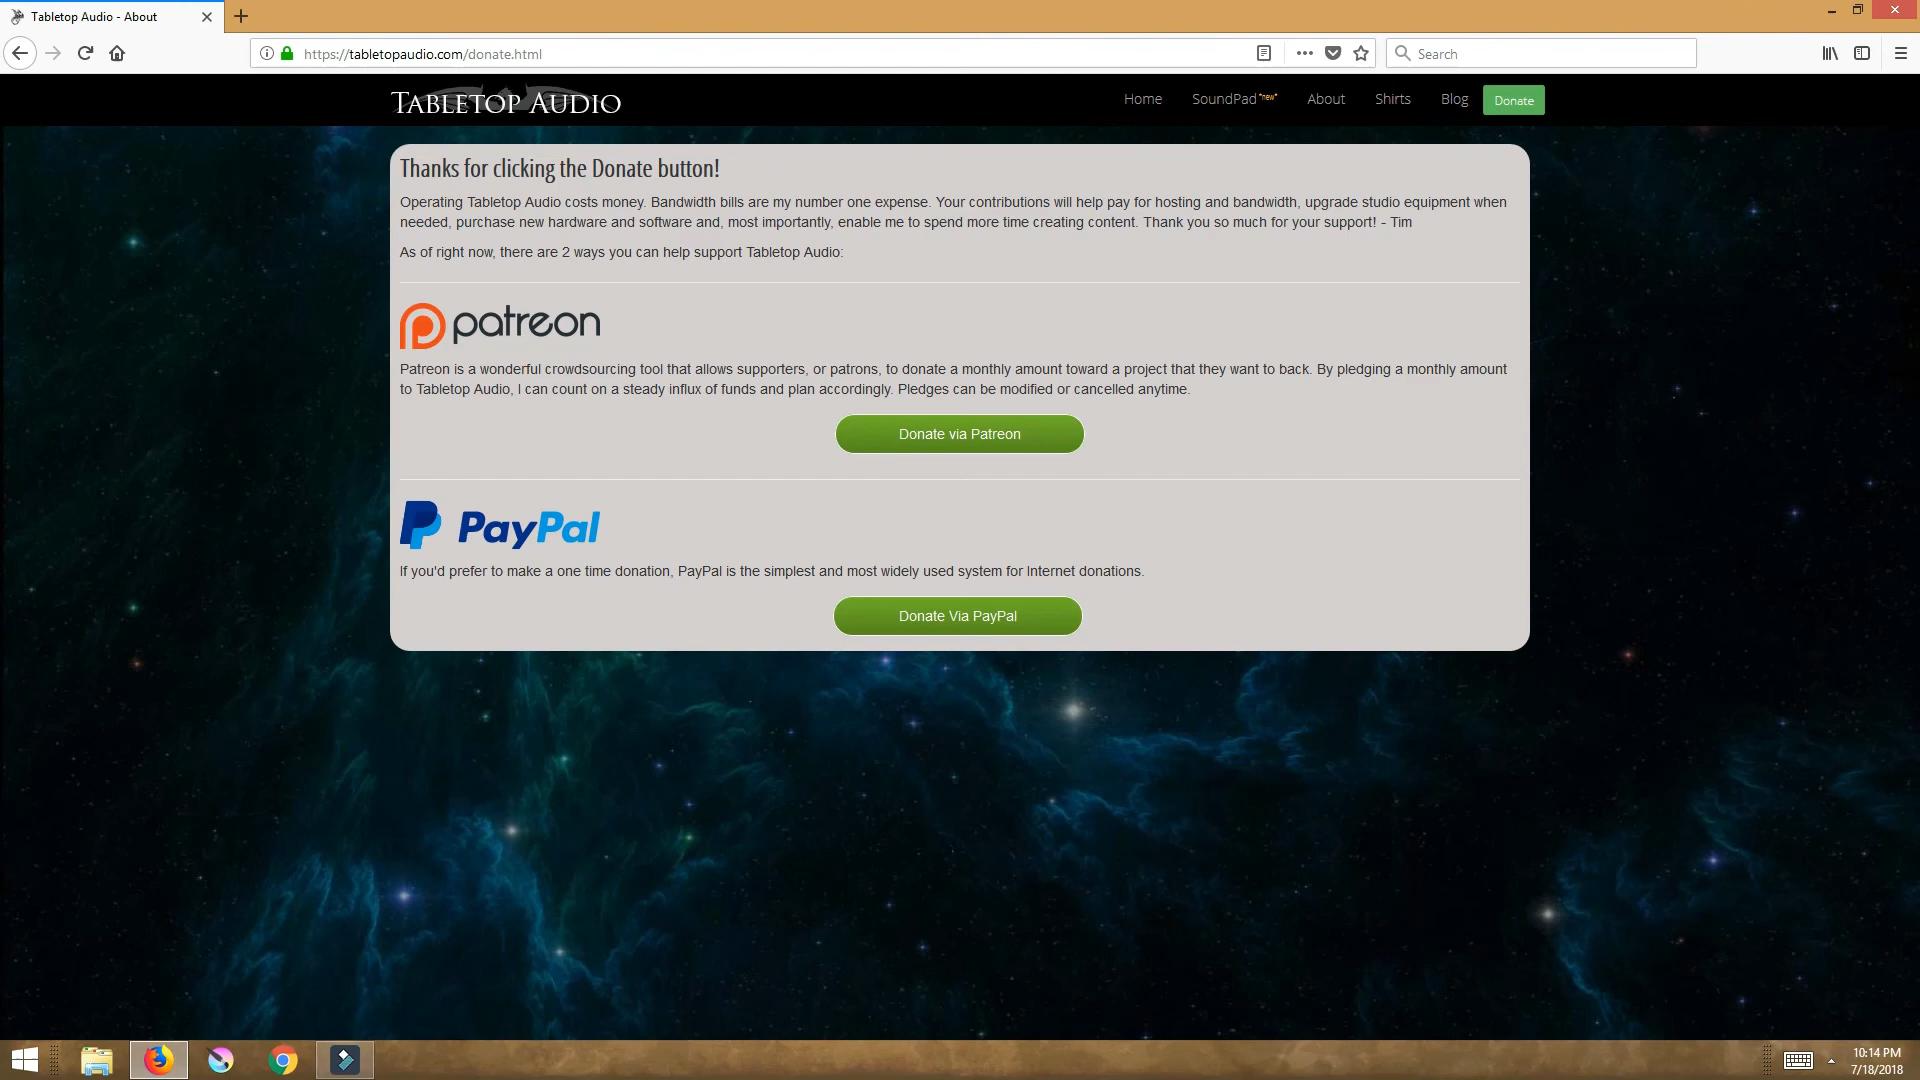 Tabletop Audio - About
https://tabletopaudio.com/donate.html
Search
TABLETOP AUDIO
Home
SoundPad *new*
About
Shirts
Blog
Donate
Thanks for clicking the Donate button!
Operating Tabletop Audio costs money. Bandwidth bills are my number one expense. Your contributions will help pay for hosting and bandwidth, upgrade studio equipment when
needed, purchase new hardware and software and, most importantly, enable me to spend more time creating content. Thank you so much for your support! - Tim
As of right now, there are 2 ways you can help support Tabletop Audio:
patreon
Patreon is a wonderful crowdsourcing tool that allows supporters, or patrons, to donate a monthly amount toward a project that they want to back. By pledging a monthly amount
to Tabletop Audio, I can count on a steady influx of funds and plan accordingly. Pledges can be modified or cancelled anytime.
Donate via Patreon
PayPal
If you'd prefer to make a one time donation, PayPal is the simplest and most widely used system for Internet donations.
Donate Via PayPal
10:14 PM
7/18/2018